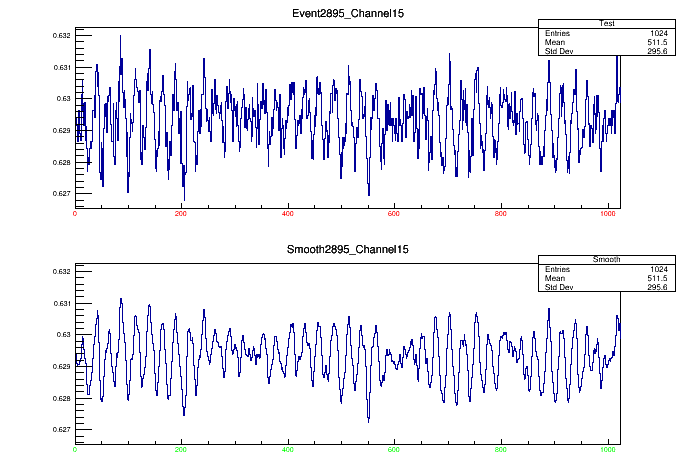 Event2895_Channel15
Test
Entries 1024
Mean 511.5
Std Dev 295.6
0.632
0.631
0.63
0.629
0.628
0.627
0 200 400 600 800 1000
Smooth2895_Channel15
Smooth
Entries 1024
Mean 511.5
Std Dev 295.6
0.632
0.631
0.63
0.629
0.628
0.627
0 200 400 600 800 1000